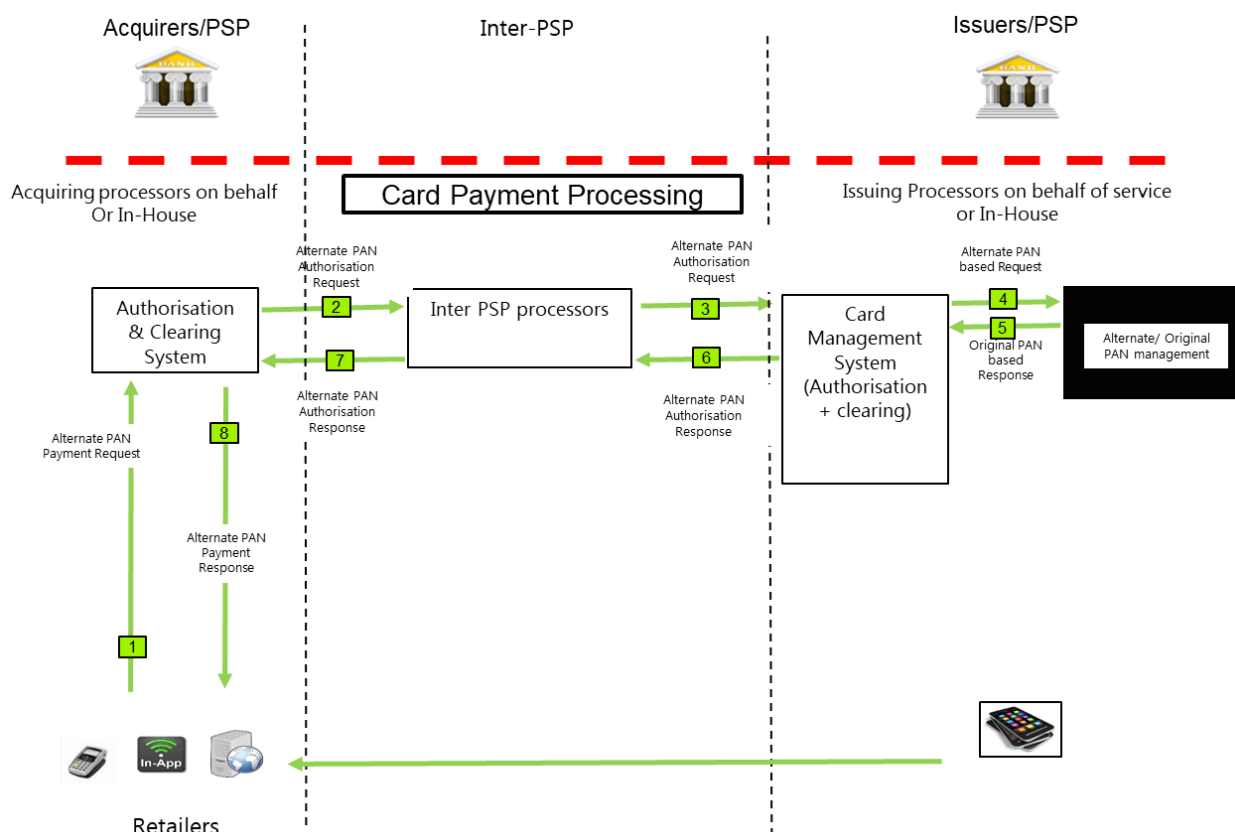 Acquirers/PSP
Inter-PSP
Issuers/PSP
BANK
BANK
Acquiring processors on behalf
Or In-House
Card Payment Processing
Issuing Processors on behalf of service
or In-House
Alternate PAN
Authorisation
Request
2
Alternate PAN
Authorisation
Request
3
Alternate PAN
based Request
4
Authorisation
& Clearing
System
Inter PSP processors
Card
Management
System
(Authorisation
+ clearing)
5
Original PAN
based
Response
Alternate/ Original
PAN management
7
Alternate PAN
Authorisation
Response
6
Alternate PAN
Authorisation
Response
Alternate PAN
Payment Request
8
Alternate PAN
Payment
Response
1
In-App
Retailers